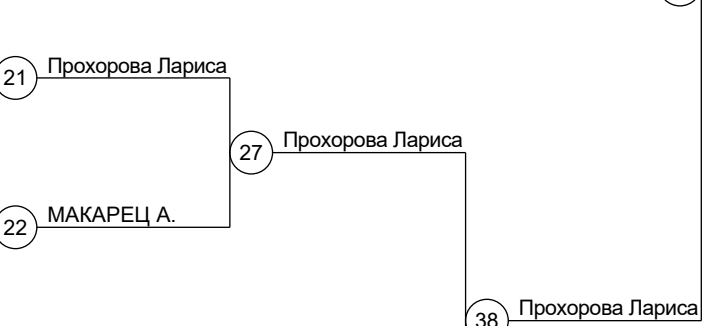 21 Прохорова Лариса
27 Прохорова Лариса
22 МАКАРЕЦ А.
38 Прохорова Лариса